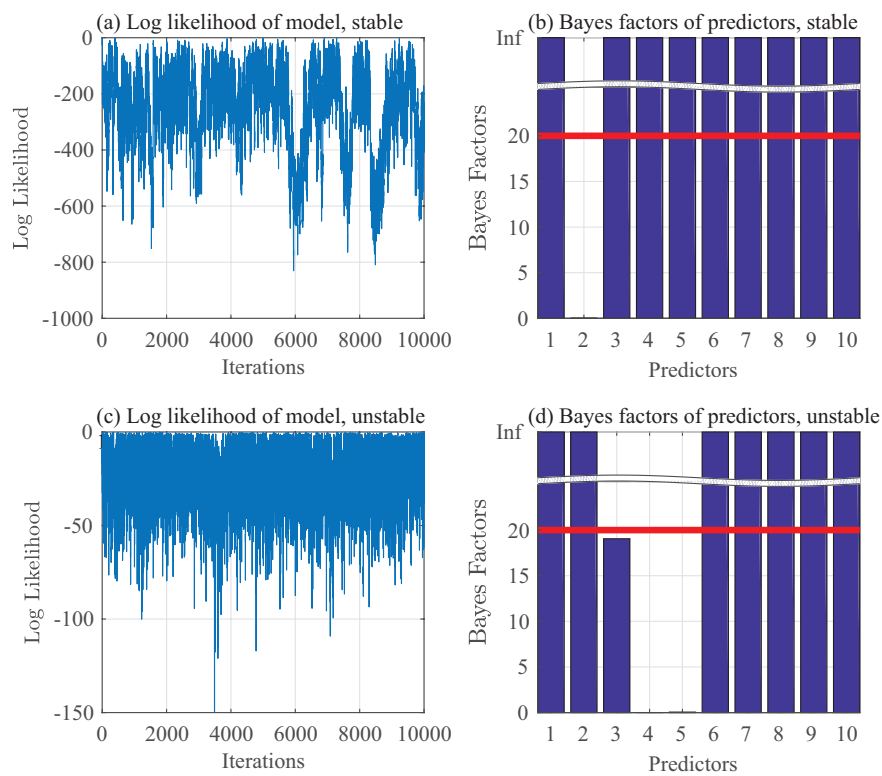 (a) Log likelihood of model, stable
0
-200
-400
-600
-800
-1000
Log Likelihood
0 2000 4000 6000 8000 10000
Iterations
(b) Bayes factors of predictors, stable
Inf
20
15
10
5
0
Bayes Factors
1 2 3 4 5 6 7 8 9 10
Predictors
(c) Log likelihood of model, unstable
0
-50
-100
-150
Log Likelihood
0 2000 4000 6000 8000 10000
Iterations
(d) Bayes factors of predictors, unstable
Inf
20
15
10
5
0
Bayes Factors
1 2 3 4 5 6 7 8 9 10
Predictors